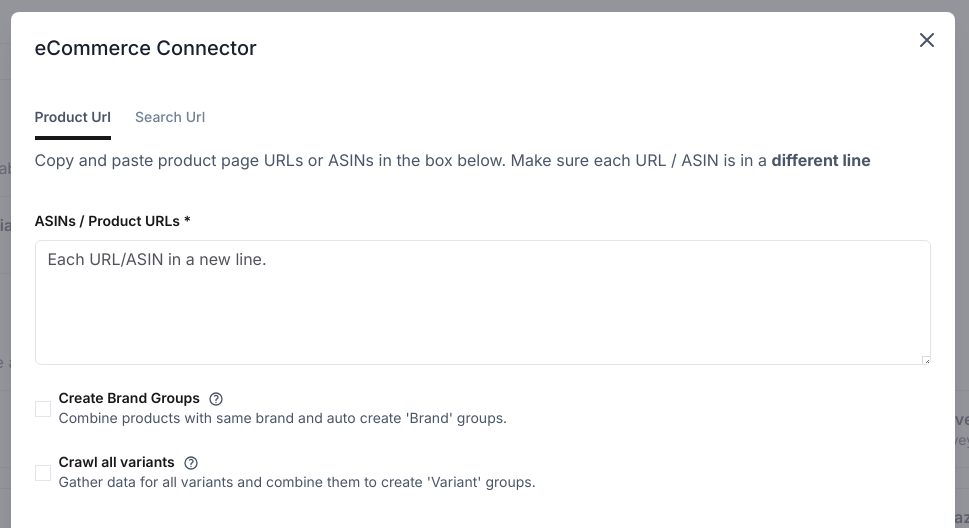 eCommerce Connector
Product Url
Search Url
Copy and paste product page URLs or ASINs in the box below. Make sure each URL / ASIN is in a different line
ASINs / Product URLs *
Each URL/ASIN in a new line.
Create Brand Groups
Combine products with same brand and auto create 'Brand' groups.
Crawl all variants
Gather data for all variants and combine them to create 'Variant' groups.